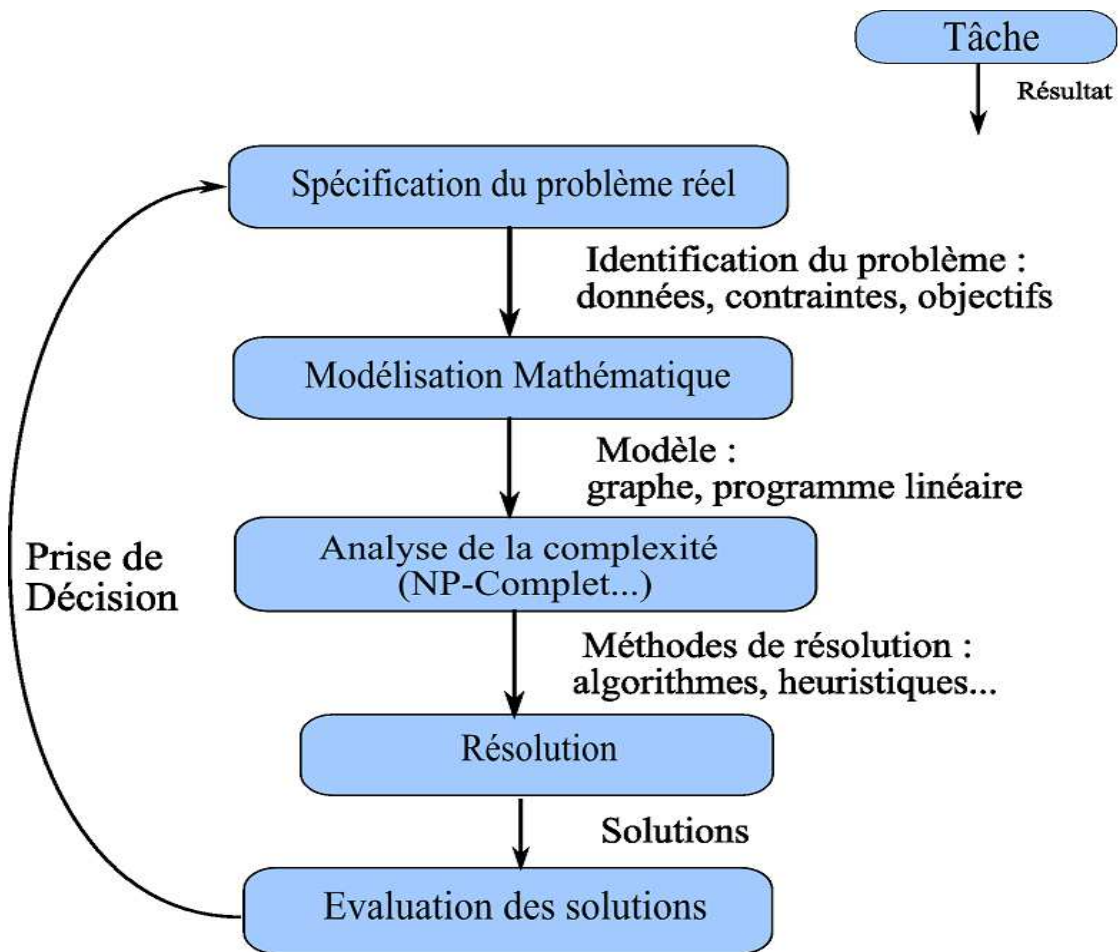 Tâche
Résultat
Spécification du problème réel
Identification du problème :
données, contraintes, objectifs
Modélisation Mathématique
Modèle :
graphe, programme linéaire
Analyse de la complexité
(NP-Complet...)
Prise de
Décision
Méthodes de résolution :
algorithmes, heuristiques...
Résolution
Solutions
Evaluation des solutions